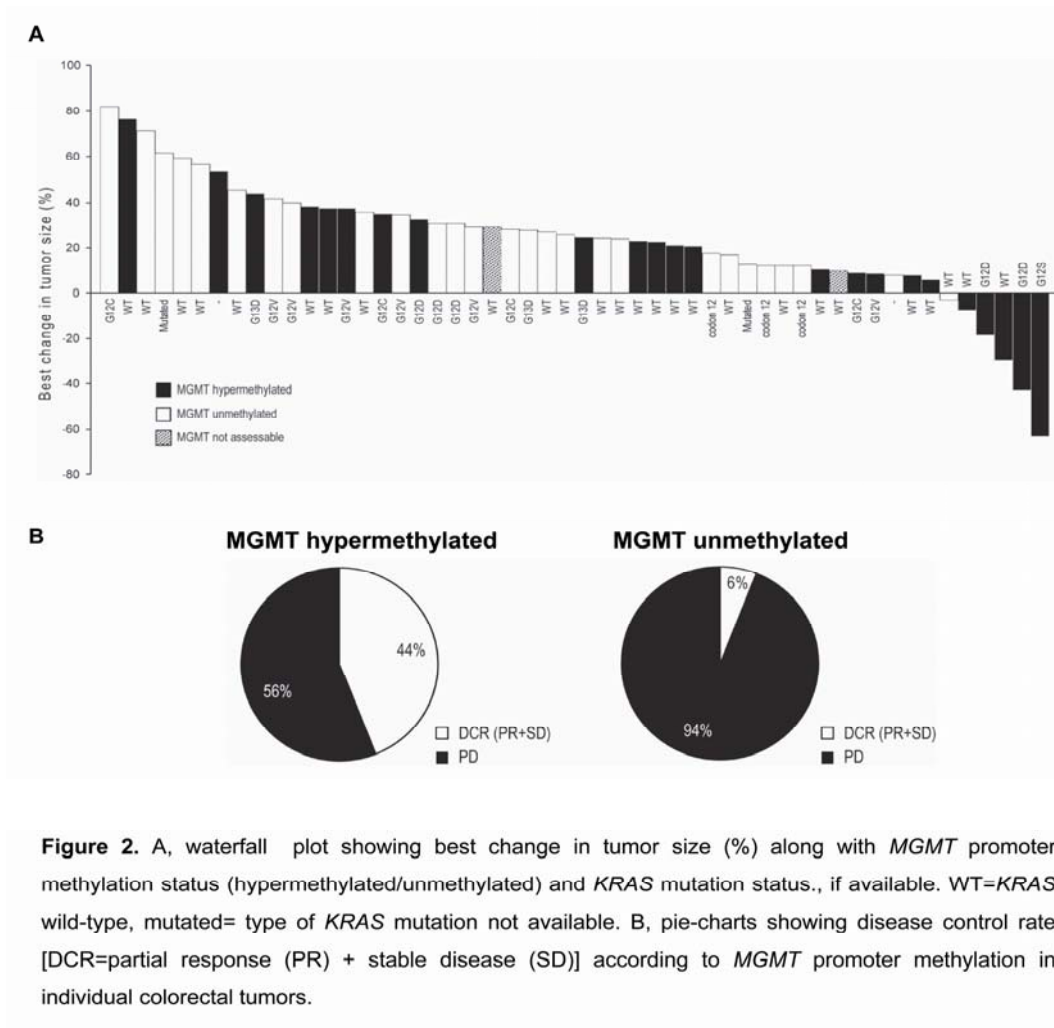 A
100
80
60
40
20
0
-20
-40
-60
-80
Best change in tumor size (%)
G12C
WT
WT
Mutated
WT
WT
-
WT
G13D
G12V
G12V
WT
WT
G12V
WT
G12C
G12V
G12D
G12D
G12D
G12V
WT
G12C
G13D
WT
WT
G13D
WT
WT
WT
WT
WT
WT
codon 12
WT
Mutated
codon 12
WT
codon 12
WT
WT
G12C
G12V
-
WT
WT
WT
WT
G12D
WT
G12D
G12S
MGMT hypermethylated
MGMT unmethylated
MGMT not assessable
B
MGMT hypermethylated
44%
56%
DCR (PR+SD)
PD
MGMT unmethylated
6%
94%
DCR (PR+SD)
PD
Figure 2. A, waterfall plot showing best change in tumor size (%) along with MGMT promoter
methylation status (hypermethylated/unmethylated) and KRAS mutation status., if available. WT=KRAS
wild-type, mutated= type of KRAS mutation not available. B, pie-charts showing disease control rate
[DCR=partial response (PR) + stable disease (SD)] according to MGMT promoter methylation in
individual colorectal tumors.